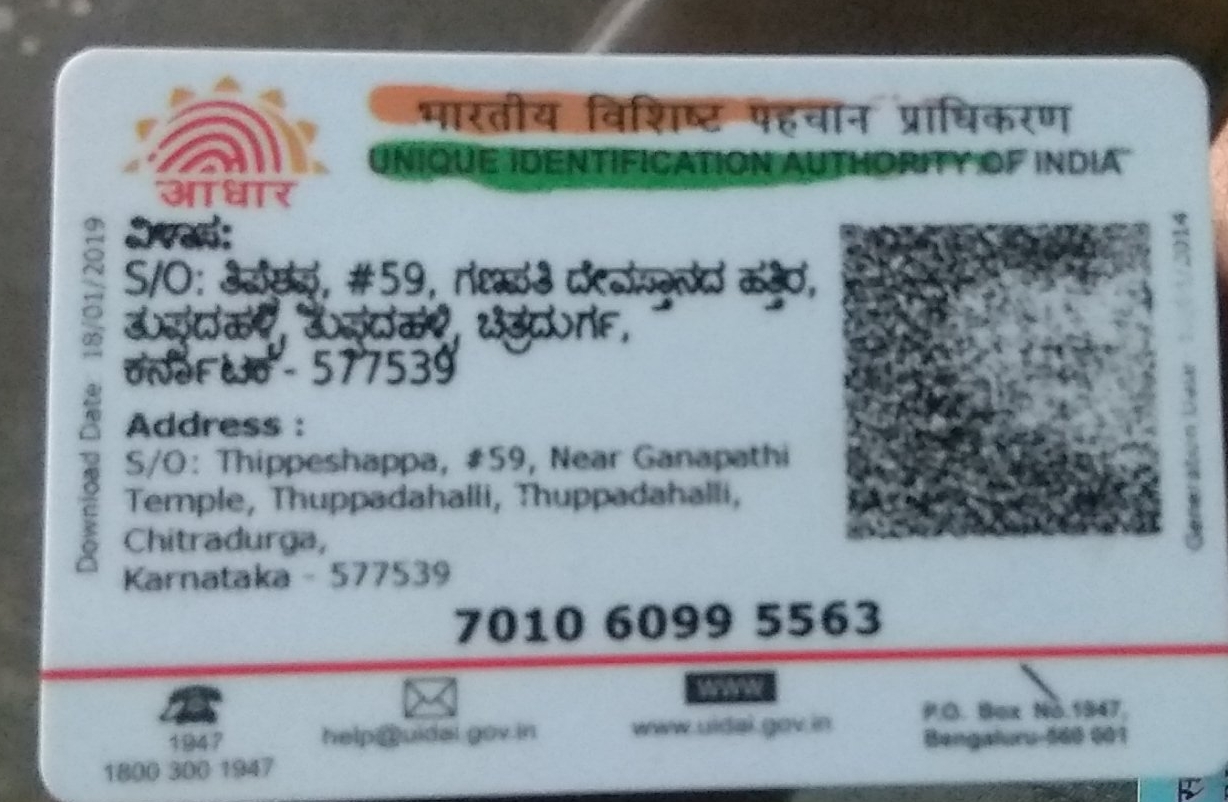 भारतीय विशिष्ट पहचान प्राधिकरण
UNIQUE IDENTIFICATION AUTHORITY OF INDIA
आधार
Download Date: 18/01/2019
ವಿಳಾಸ:
S/O: ತಿಪ್ಪೇಶಪ್ಪ, #59, ಗಣಪತಿ ದೇವಸ್ತಾನದ ಹತ್ತಿರ,
ತುಪ್ಪದಹಳ್ಳಿ, ತುಪ್ಪದಹಳ್ಳಿ, ಚಿತ್ರದುರ್ಗ,
ಕರ್ನಾಟಕ - 577539
Address :
S/O: Thippeshappa, #59, Near Ganapathi
Temple, Thuppadahalli, Thuppadahalli,
Chitradurga,
Karnataka - 577539
Generation Date: 2014
7010 6099 5563
1947
1800 300 1947
help@uidai.gov.in
WWW
www.uidai.gov.in
P.O. Box No.1947,
Bengaluru-560 001